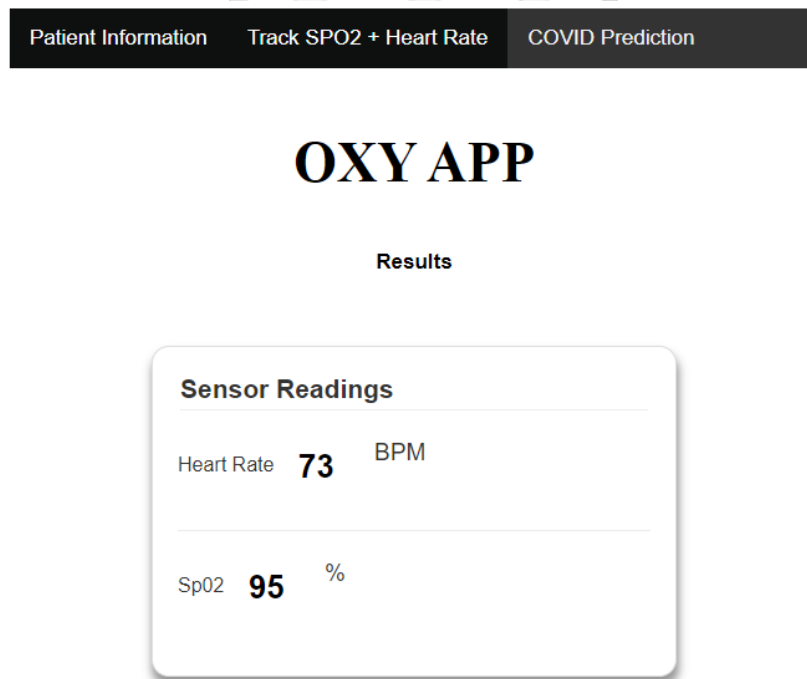 Patient Information Track SPO2 + Heart Rate COVID Prediction
OXY APP
Results
Sensor Readings
Heart Rate 73 BPM
Sp02 95 %